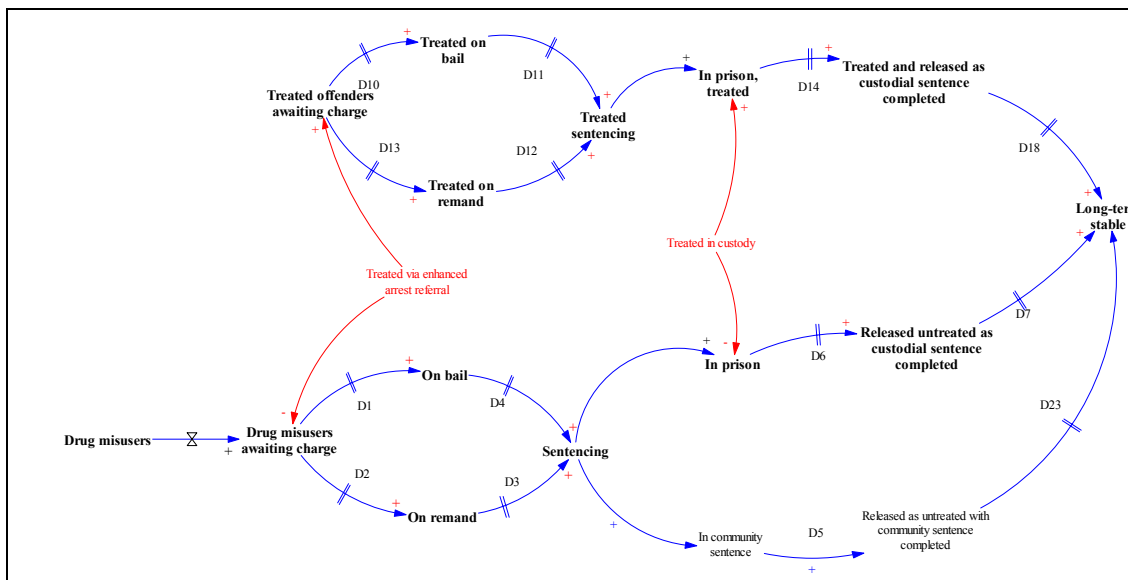 Treated on
bail
D10
D11
Treated offenders
awaiting charge
D13
D12
Treated on
remand
Treated
sentencing
In prison,
treated
D14
Treated and released as
custodial sentence
completed
D18
Long-ter
stable
Treated via enhanced
arrest referral
Treated in custody
D7
Released untreated as
custodial sentence
completed
D6
In prison
On bail
D1
D4
Drug misusers
Drug misusers
awaiting charge
D2
D3
On remand
Sentencing
D23
In community
sentence
D5
Released as untreated with
community sentence
completed